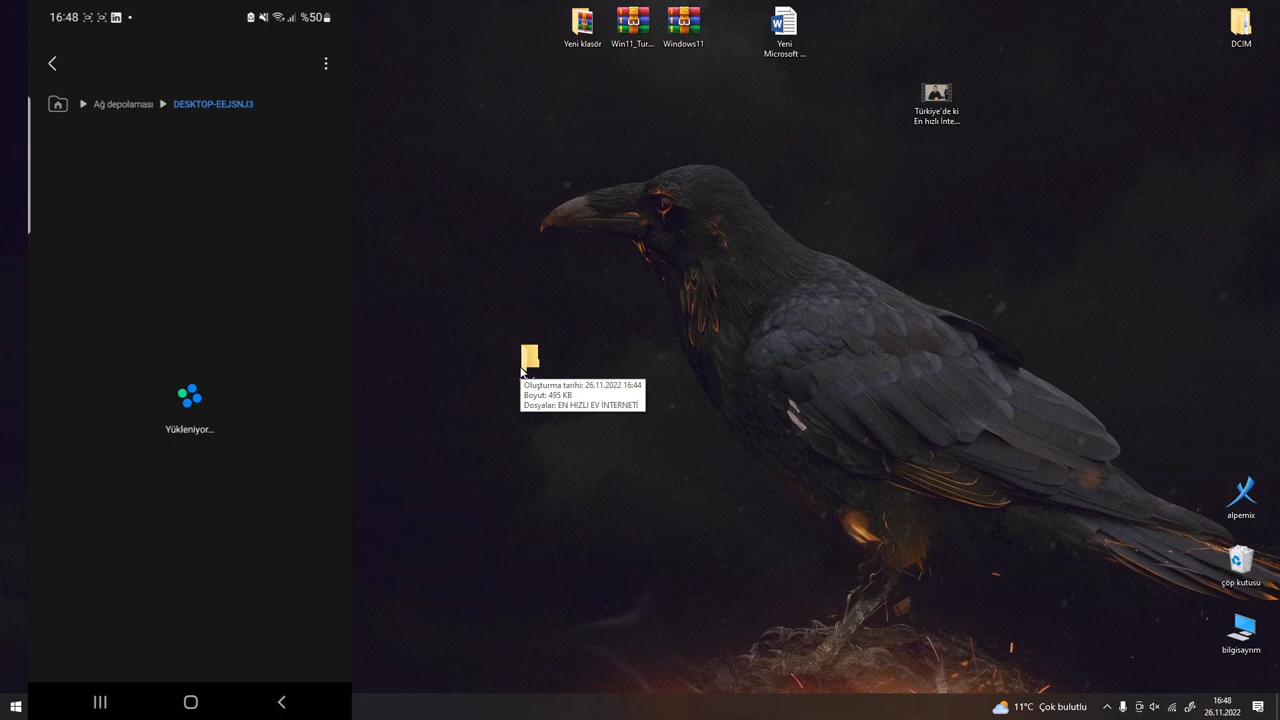 16:48
%50
Ağ depolaması
DESKTOP-EEJSNJ3
Yükleniyor...
Yeni klasör
Win11_Tur...
Windows11
Yeni
Microsoft ...
DCIM
Türkiye'de ki
En hızlı İnte...
Oluşturma tarihi: 26.11.2022 16:44
Boyut: 495 KB
Dosyalar: EN HIZLI EV İNTERNETİ
alpemix
çöp kutusu
bilgisayrım
11°C Çok bulutlu
16:48
26.11.2022